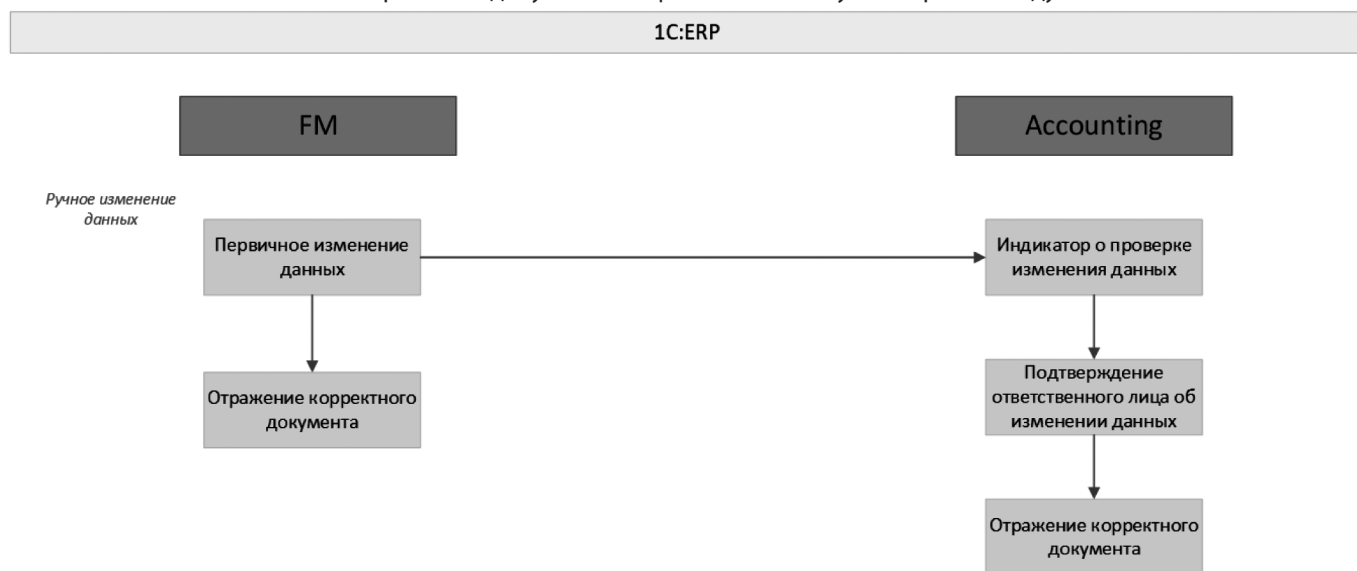 1C:ERP
FM
Accounting
Ручное изменение
данных
Первичное изменение
данных
Индикатор о проверке
изменения данных
Отражение корректного
документа
Подтверждение
ответственного лица об
изменении данных
Отражение корректного
документа